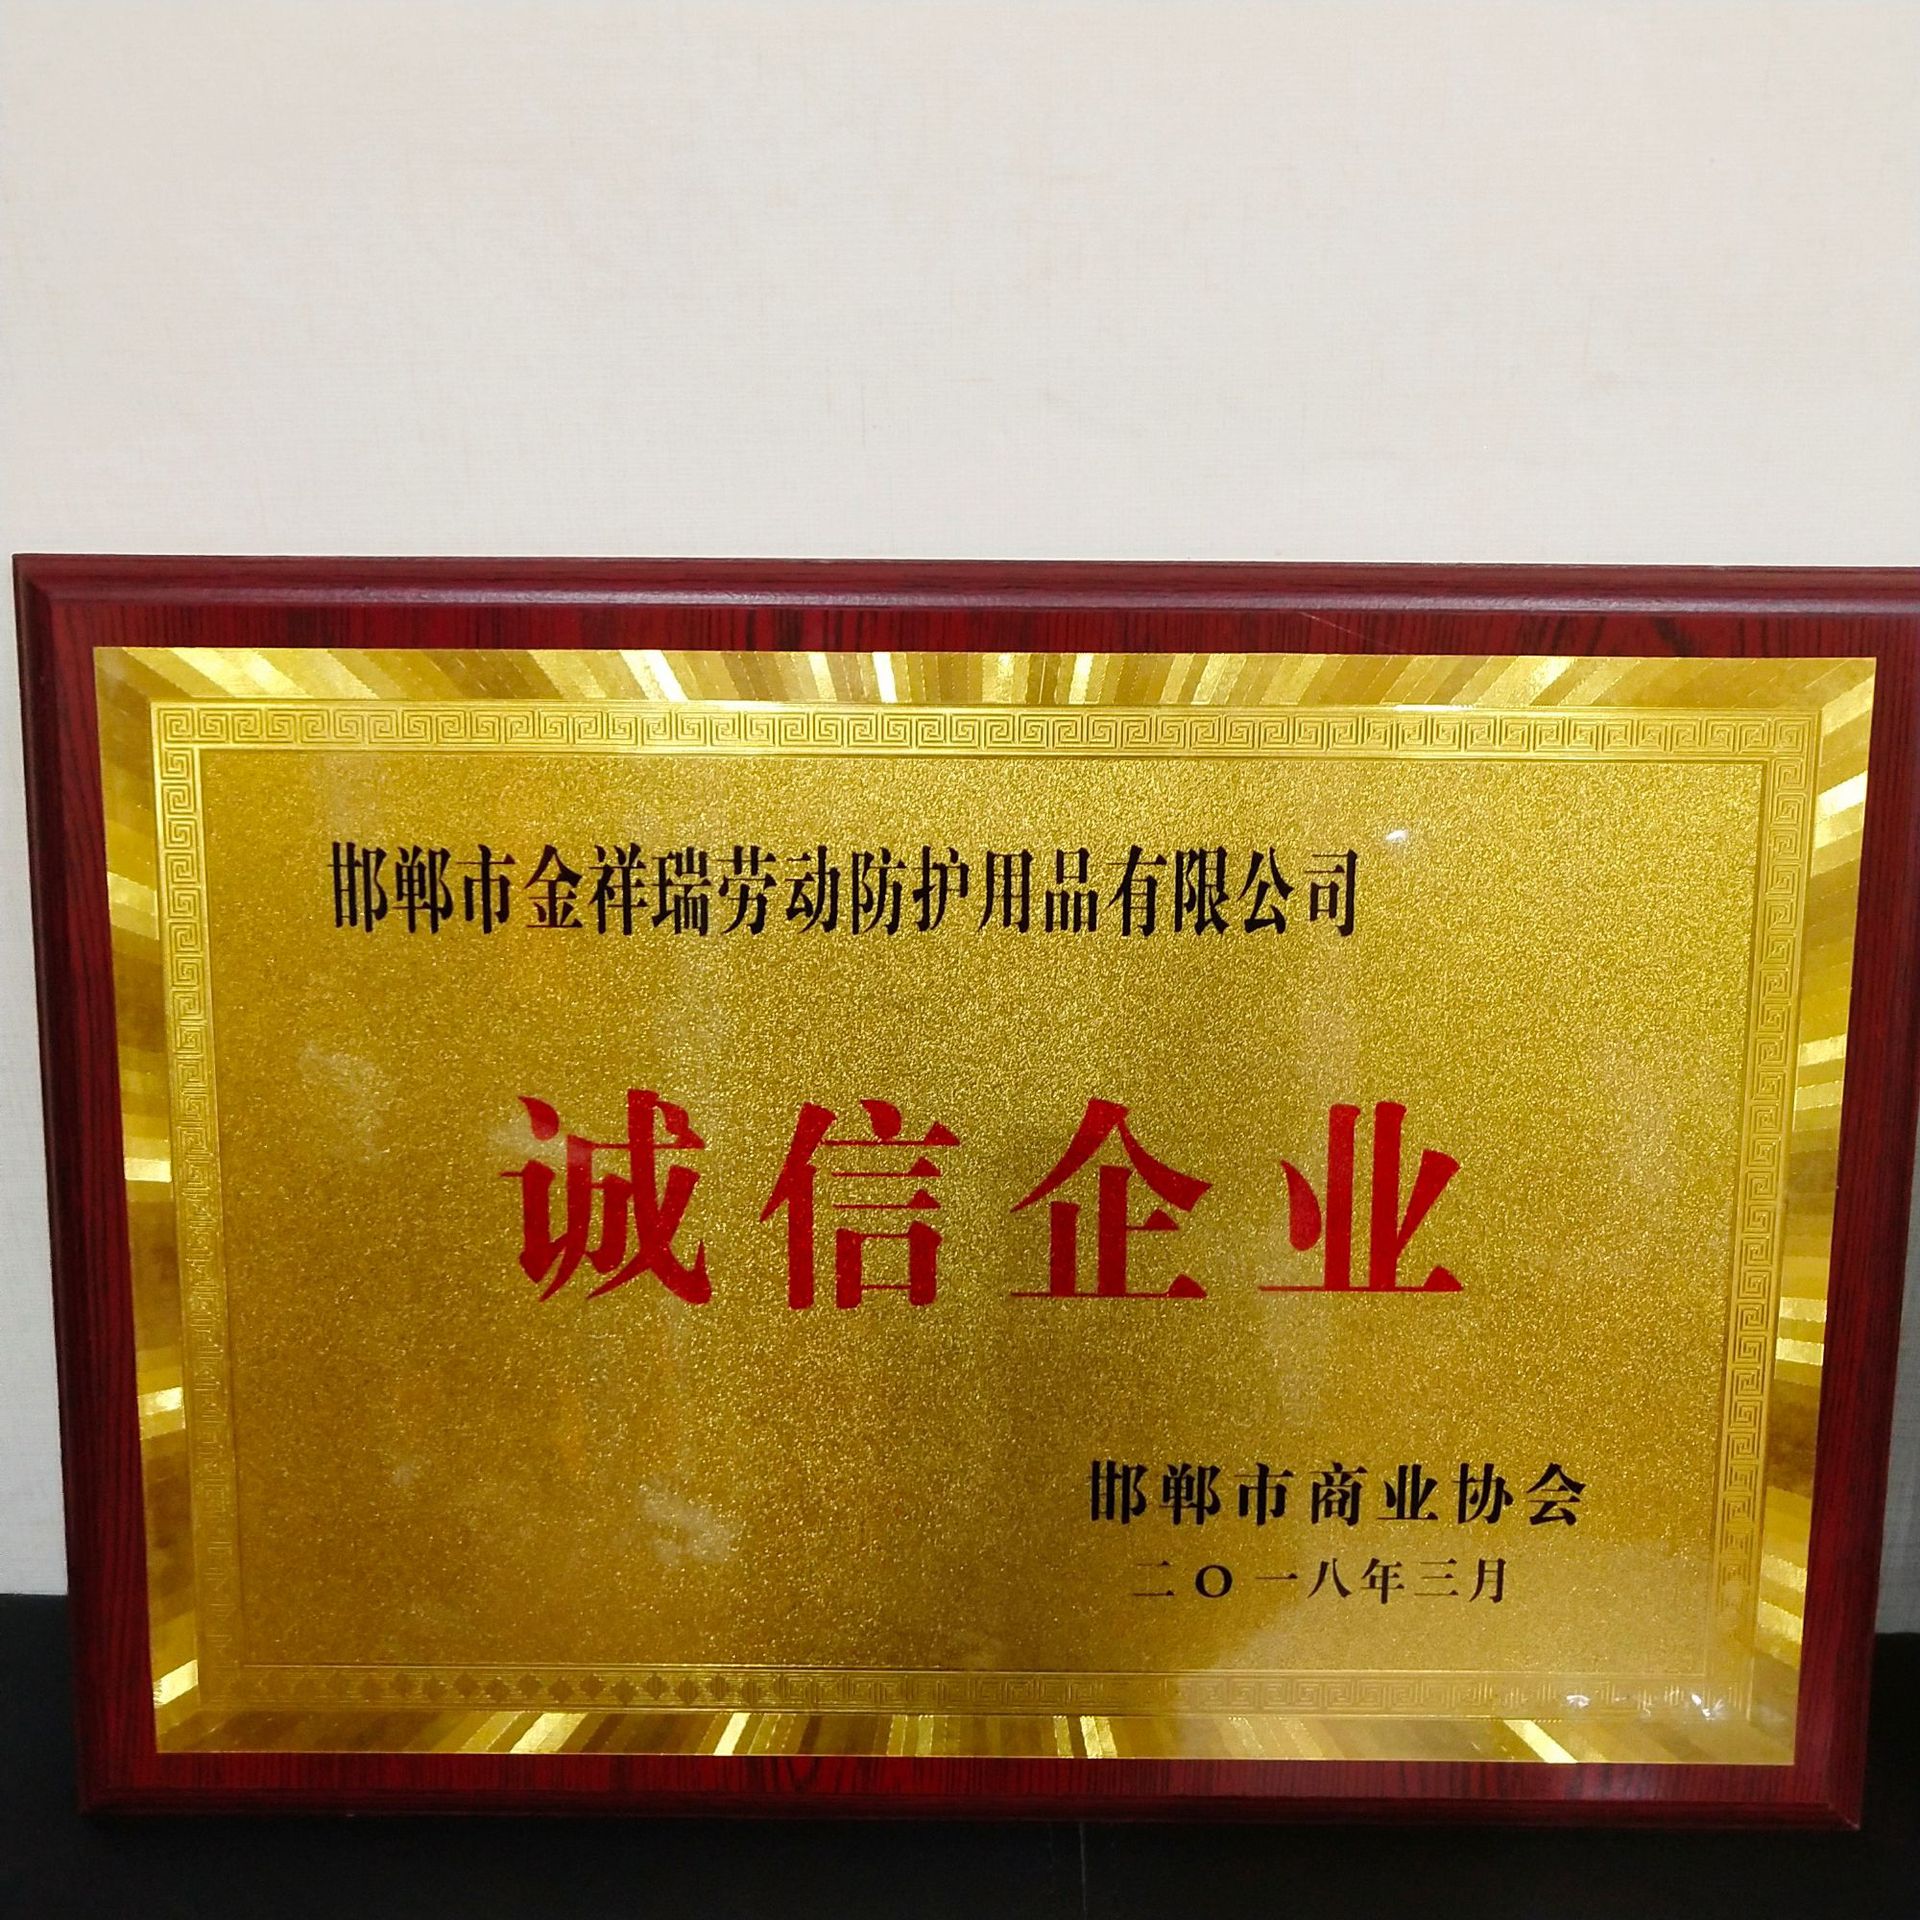 邯郸市金祥瑞劳动防护用品有限公司
诚信企业
邯郸市商业协会
二〇一八年三月